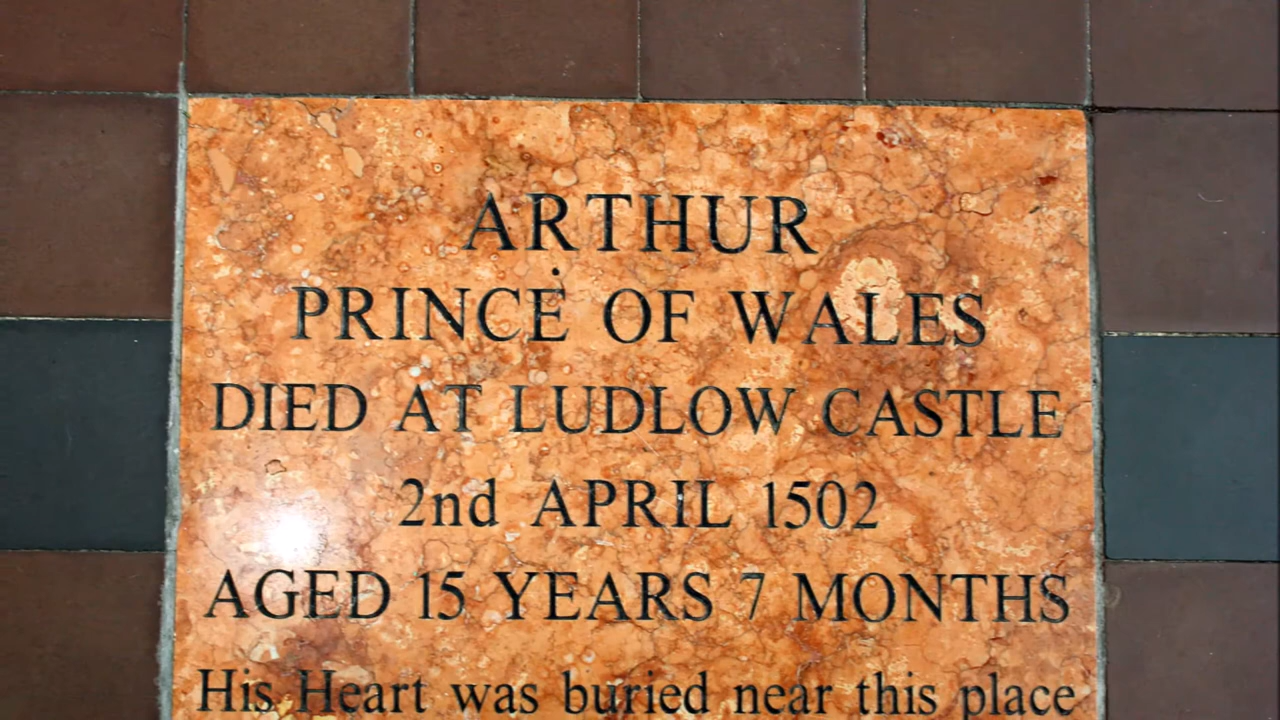 ARTHUR
PRINCE OF WALES
DIED AT LUDLOW CASTLE
2nd APRIL 1502
AGED 15 YEARS 7 MONTHS
His Heart was buried near this place